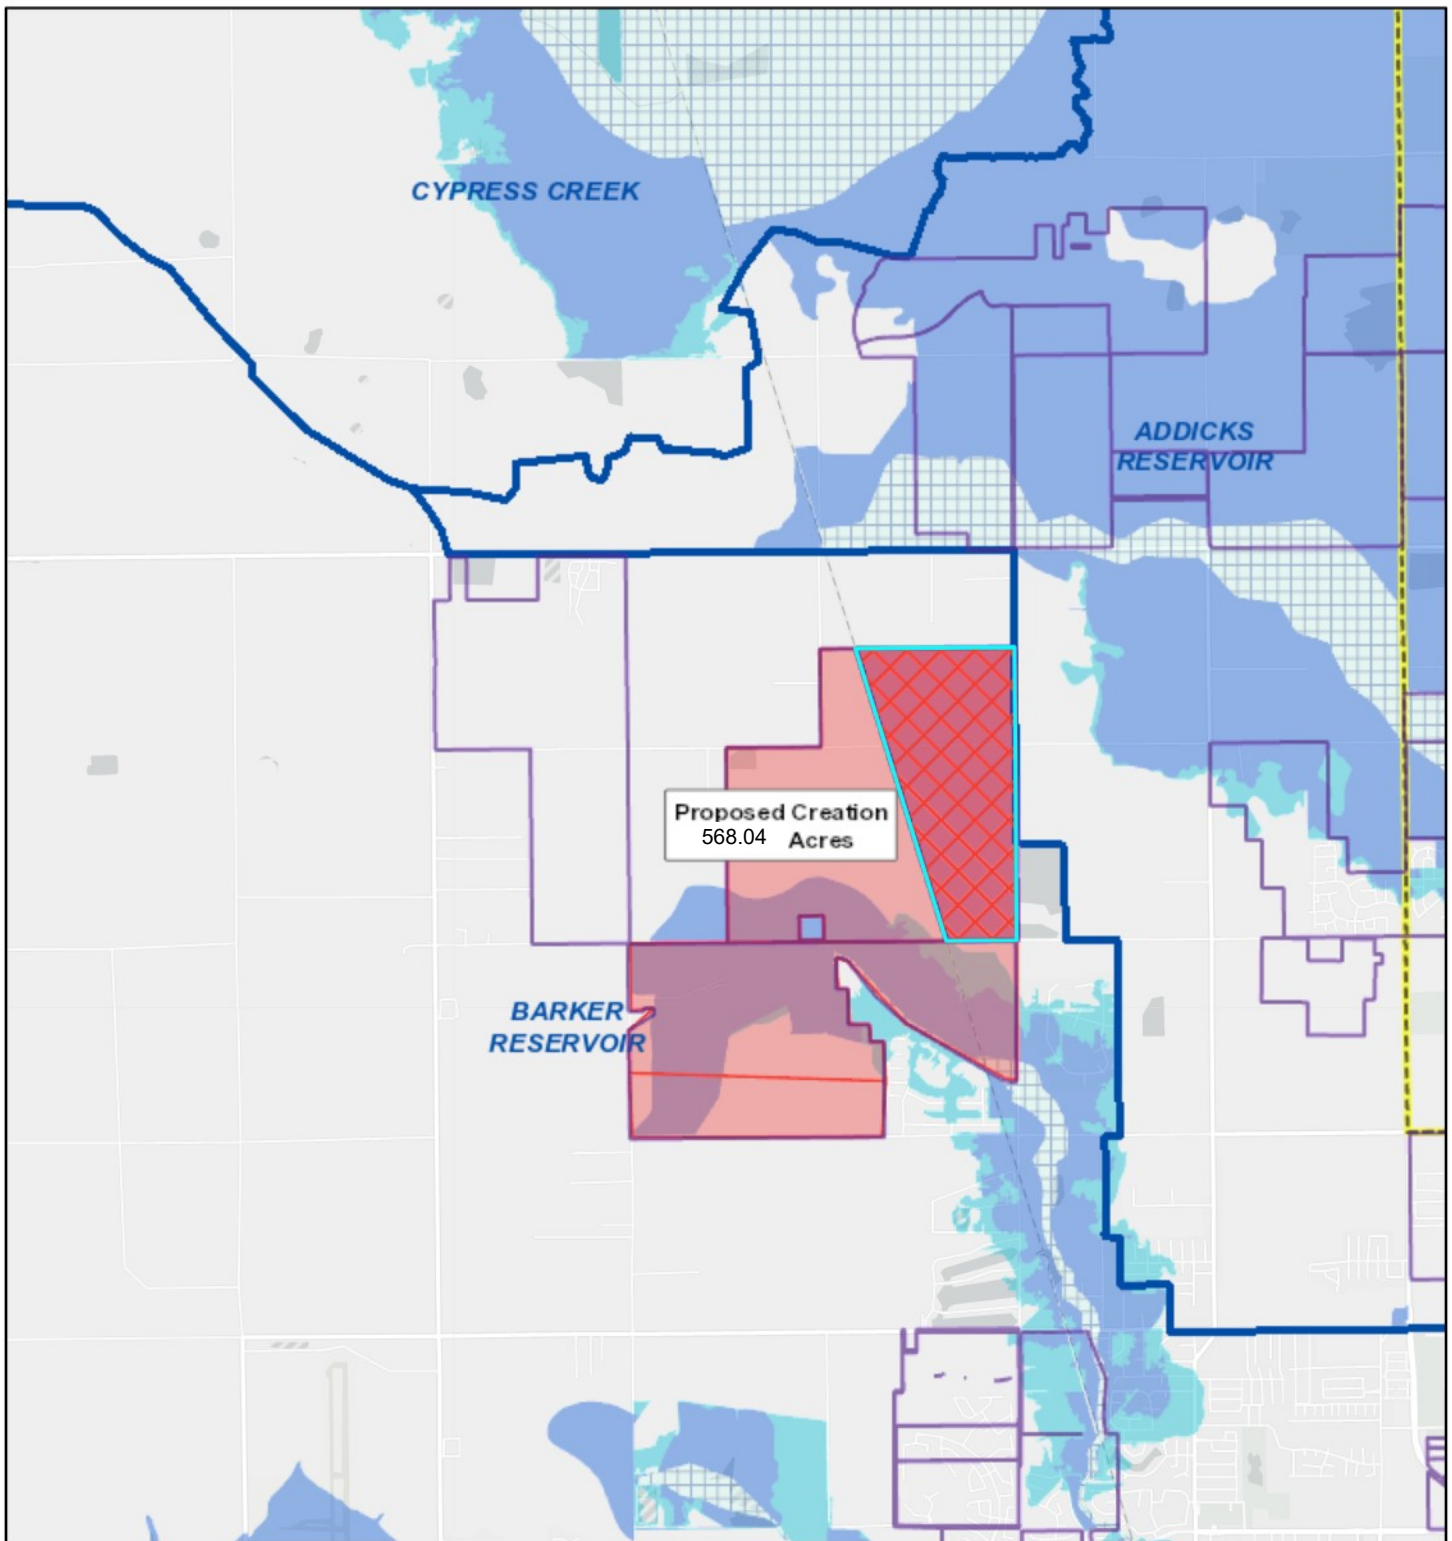 CYPRESS CREEK
ADDICKS
RESERVOIR
Proposed Creation
568.04 Acres
BARKER
RESERVOIR